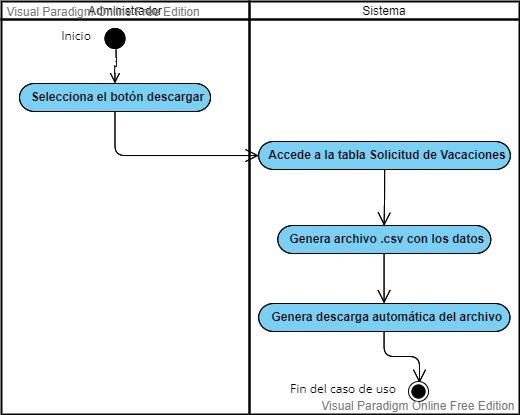 Visual Paradigm Online Free Edition
Administrador
Sistema
Inicio
Selecciona el botón descargar
Accede a la tabla Solicitud de Vacaciones
Genera archivo .csv con los datos
Genera descarga automática del archivo
Fin del caso de uso
Visual Paradigm Online Free Edition